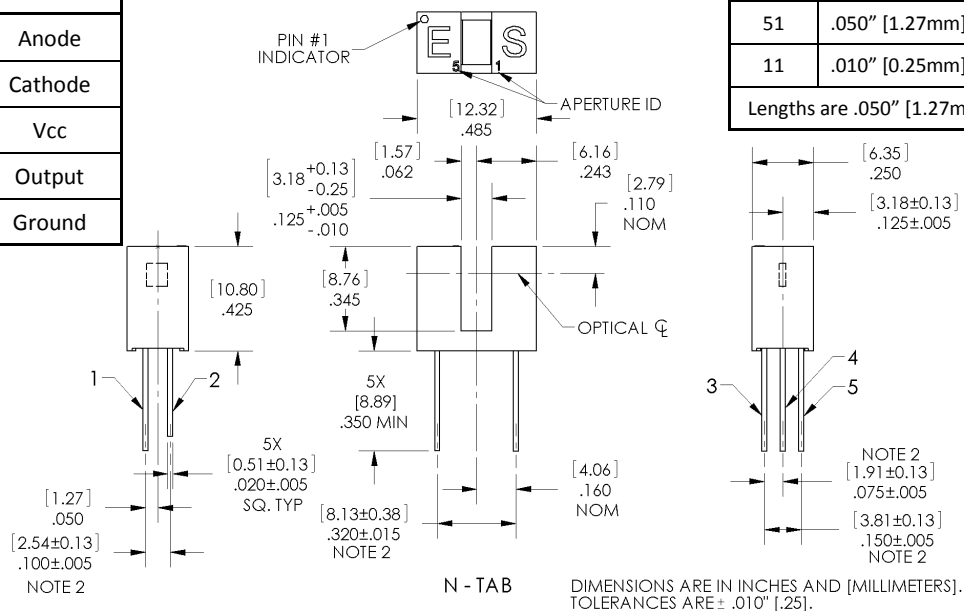 Anode
Cathode
Vcc
Output
Ground
PIN #1
INDICATOR
E S
5 1
APERTURE ID
51 .050” [1.27mm]
11 .010” [0.25mm]
Lengths are .050” [1.27m
[12.32]
.485
[1.57]
.062
[6.16]
.243
[3.18 +0.13 -0.25]
.125 +.005 -.010
[2.79]
.110
NOM
[6.35]
.250
[3.18±0.13]
.125±.005
[10.80]
.425
[8.76]
.345
OPTICAL ℄
1
2
5X
[8.89]
.350 MIN
3
4
5
5X
[0.51±0.13]
.020±.005
SQ. TYP
[1.27]
.050
[2.54±0.13]
.100±.005
NOTE 2
[8.13±0.38]
.320±.015
NOTE 2
[4.06]
.160
NOM
NOTE 2
[1.91±0.13]
.075±.005
[3.81±0.13]
.150±.005
NOTE 2
N - TAB
DIMENSIONS ARE IN INCHES AND [MILLIMETERS].
TOLERANCES ARE ± .010" [.25].